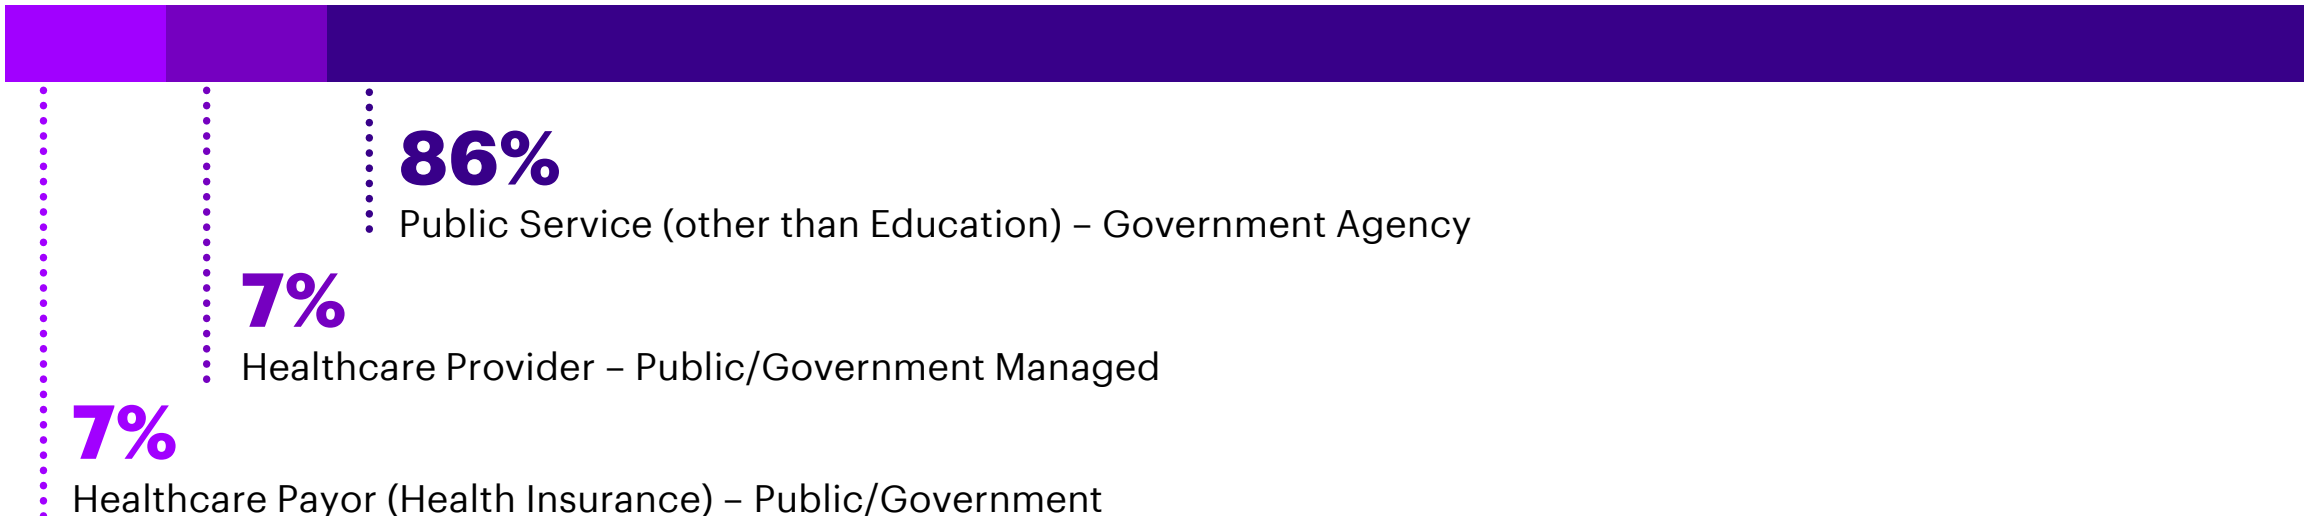 86%
Public Service (other than Education) – Government Agency
7%
Healthcare Provider – Public/Government Managed
7%
Healthcare Payor (Health Insurance) – Public/Government